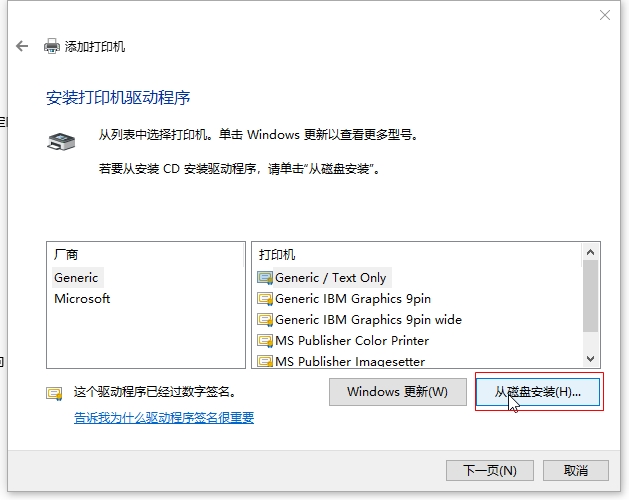 添加打印机
安装打印机驱动程序
从列表中选择打印机。单击 Windows 更新以查看更多型号。
若要从安装 CD 安装驱动程序，请单击“从磁盘安装”。
厂商
Generic
Microsoft
打印机
Generic / Text Only
Generic IBM Graphics 9pin
Generic IBM Graphics 9pin wide
MS Publisher Color Printer
MS Publisher Imagesetter
这个驱动程序已经过数字签名。
告诉我为什么驱动程序签名很重要
Windows 更新(W)
从磁盘安装(H)...
下一页(N)
取消